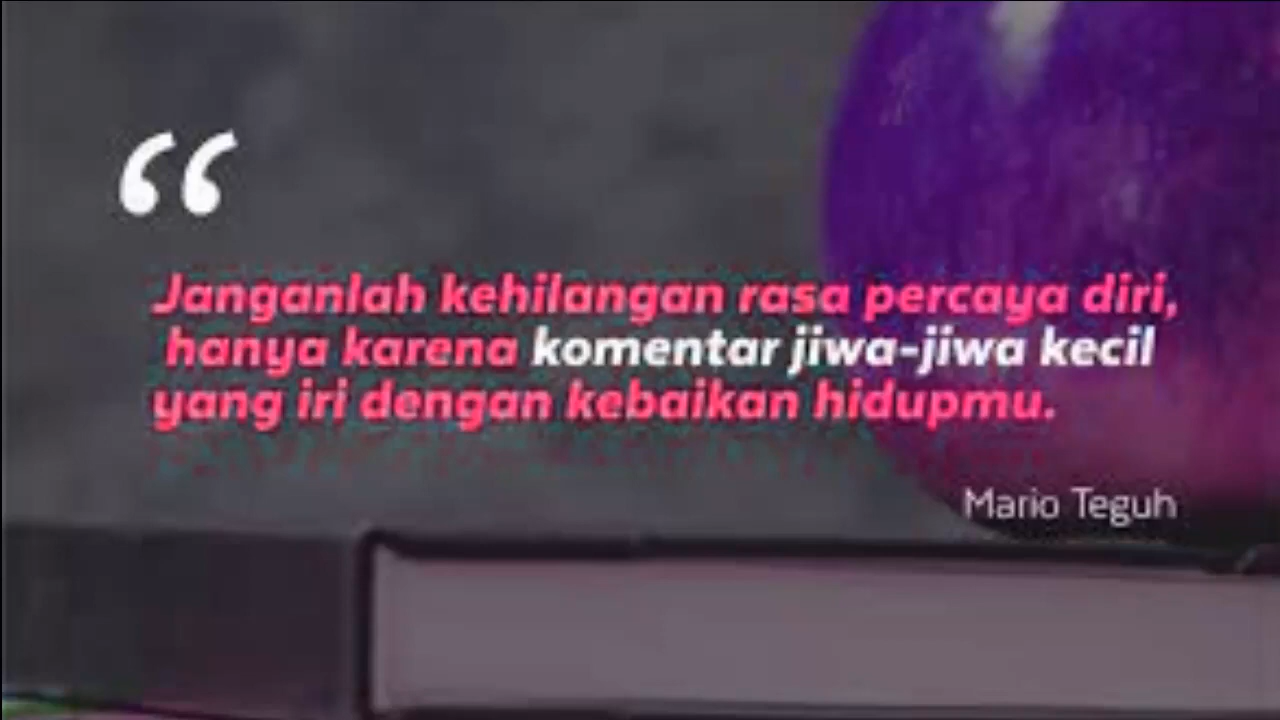 “
Janganlah kehilangan rasa percaya diri,
hanya karena komentar jiwa-jiwa kecil
yang iri dengan kebaikan hidupmu.
Mario Teguh